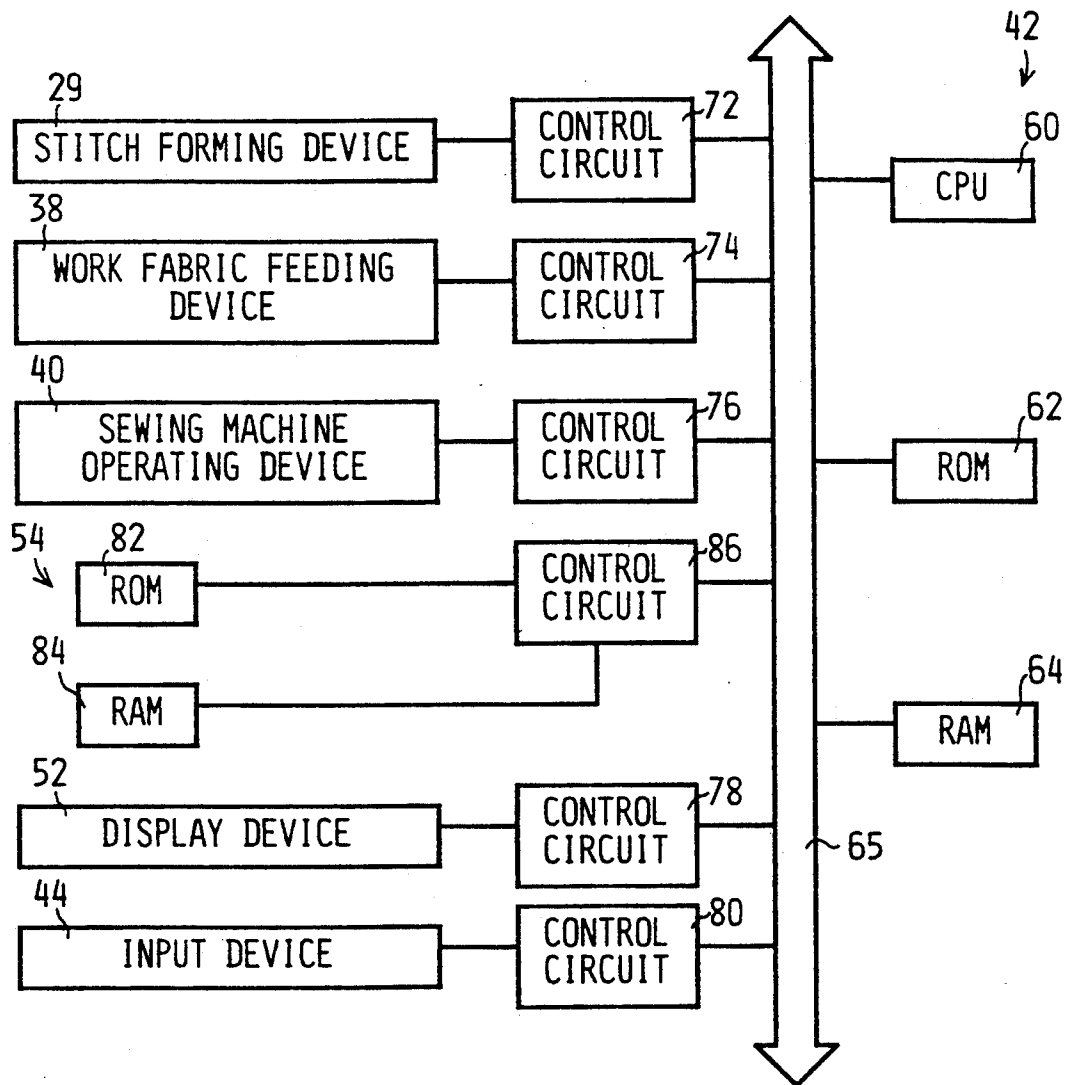 42
29
STITCH FORMING DEVICE
CONTROL
CIRCUIT
72
60
CPU
38
WORK FABRIC FEEDING
DEVICE
CONTROL
CIRCUIT
74
40
SEWING MACHINE
OPERATING DEVICE
CONTROL
CIRCUIT
76
62
ROM
54
82
ROM
CONTROL
CIRCUIT
86
84
RAM
64
RAM
52
DISPLAY DEVICE
CONTROL
CIRCUIT
78
65
44
INPUT DEVICE
CONTROL
CIRCUIT
80